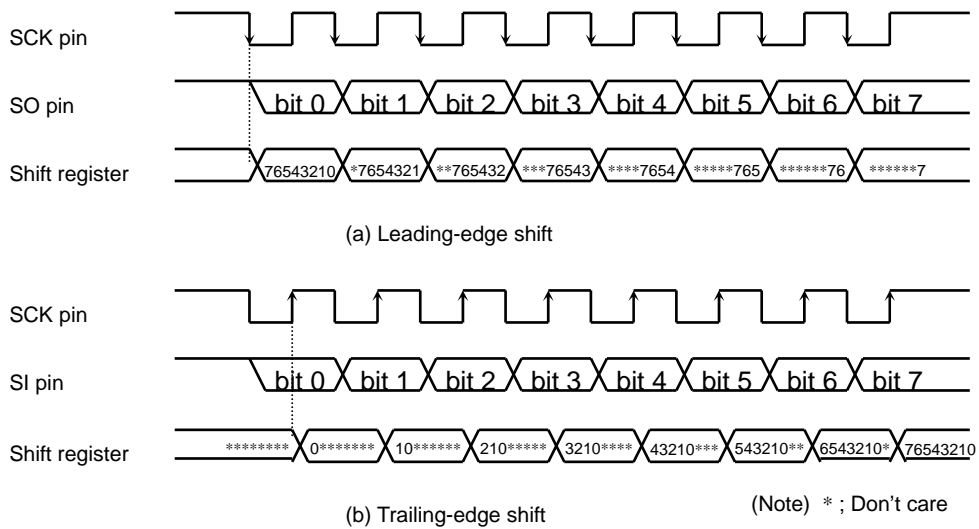 SCK pin
SO pin bit 0 bit 1 bit 2 bit 3 bit 4 bit 5 bit 6 bit 7
Shift register 76543210 *7654321 **765432 ***76543 ****7654 *****765 ******76 ******7
(a) Leading-edge shift
SCK pin
SI pin bit 0 bit 1 bit 2 bit 3 bit 4 bit 5 bit 6 bit 7
Shift register ******** 0******* 10****** 210***** 3210**** 43210*** 543210** 6543210* 76543210
(b) Trailing-edge shift
(Note) * ; Don't care